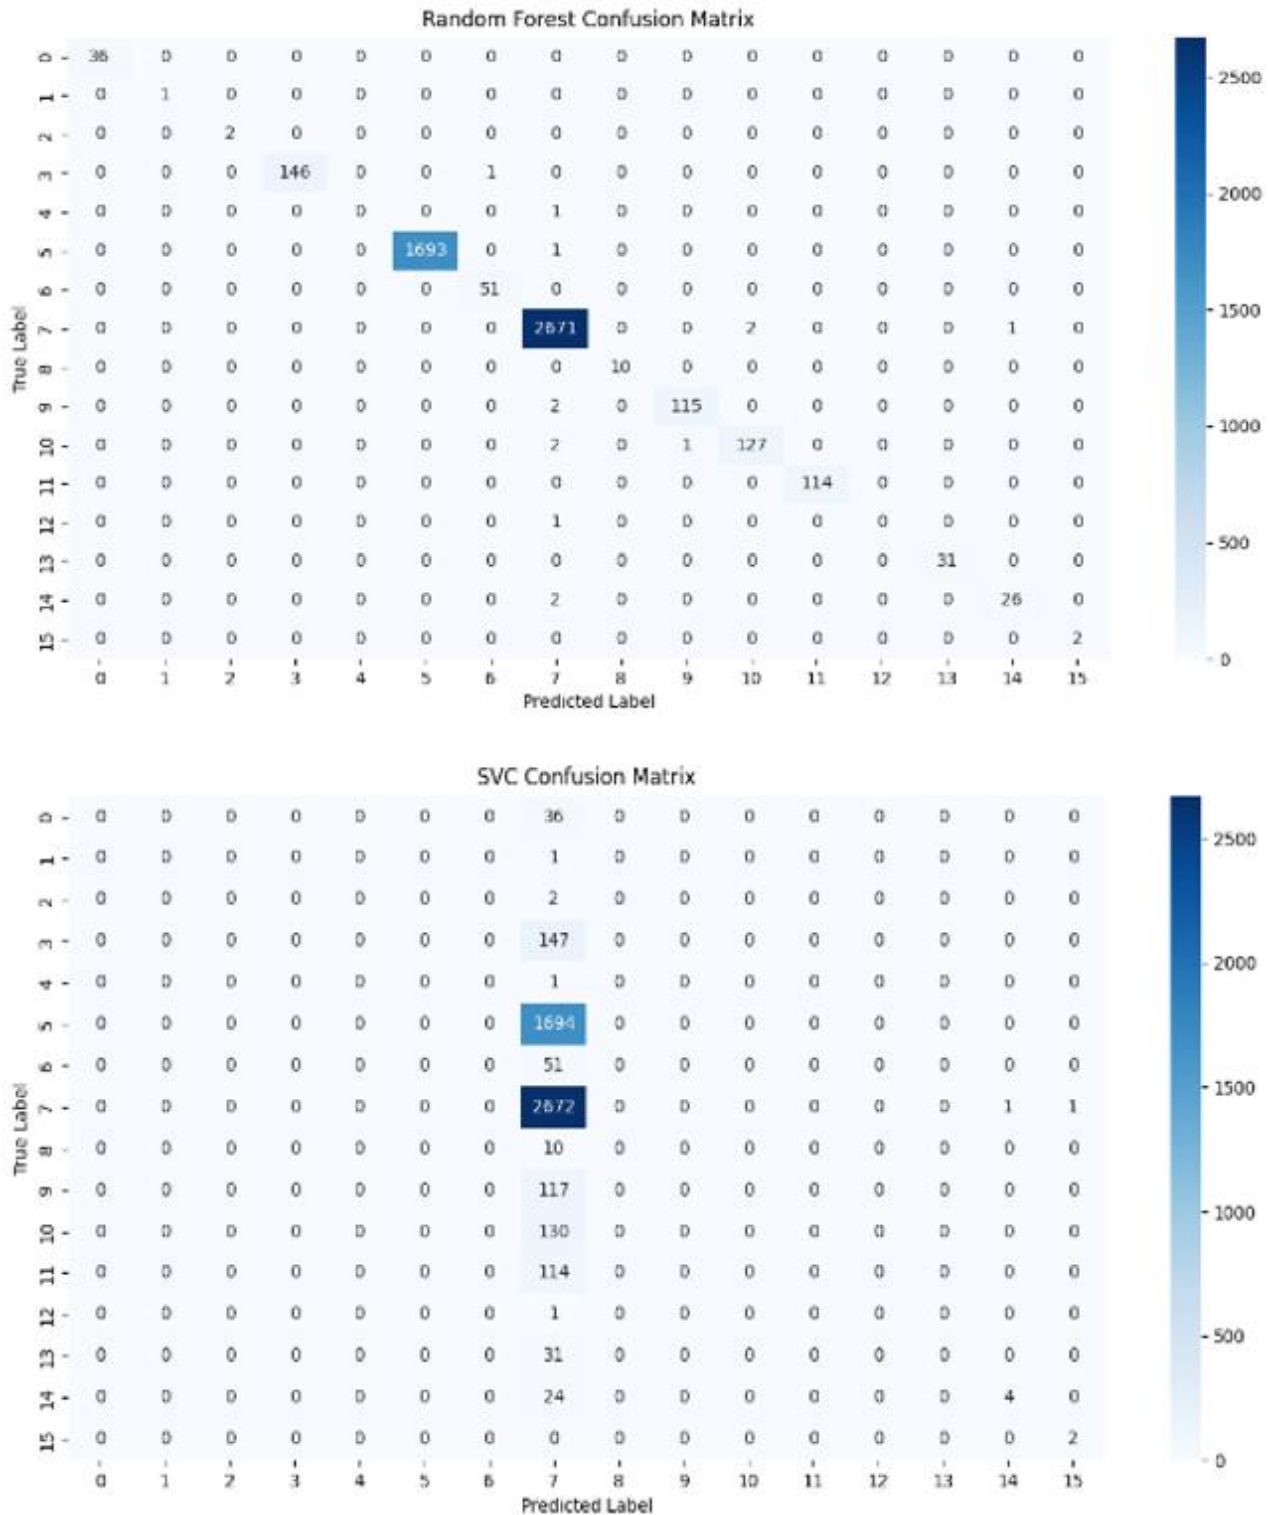 Random Forest Confusion Matrix
0 36 0 0 0 0 0 0 0 0 0 0 0 0 0 0 0
1 0 1 0 0 0 0 0 0 0 0 0 0 0 0 0 0
2 0 0 2 0 0 0 0 0 0 0 0 0 0 0 0 0
3 0 0 0 146 0 0 1 0 0 0 0 0 0 0 0 0
4 0 0 0 0 0 0 0 1 0 0 0 0 0 0 0 0
5 0 0 0 0 0 1693 0 1 0 0 0 0 0 0 0 0
6 0 0 0 0 0 0 51 0 0 0 0 0 0 0 0 0
7 0 0 0 0 0 0 0 2671 0 0 2 0 0 0 1 0
8 0 0 0 0 0 0 0 0 10 0 0 0 0 0 0 0
9 0 0 0 0 0 0 0 2 0 115 0 0 0 0 0 0
10 0 0 0 0 0 0 0 2 0 1 127 0 0 0 0 0
11 0 0 0 0 0 0 0 0 0 0 0 114 0 0 0 0
12 0 0 0 0 0 0 0 1 0 0 0 0 0 0 0 0
13 0 0 0 0 0 0 0 0 0 0 0 0 0 31 0 0
14 0 0 0 0 0 0 0 2 0 0 0 0 0 0 26 0
15 0 0 0 0 0 0 0 0 0 0 0 0 0 0 0 2
0 1 2 3 4 5 6 7 8 9 10 11 12 13 14 15
Predicted Label
True Label
2500
2000
1500
1000
500
0
SVC Confusion Matrix
0 0 0 0 0 0 0 0 36 0 0 0 0 0 0 0 0
1 0 0 0 0 0 0 0 1 0 0 0 0 0 0 0 0
2 0 0 0 0 0 0 0 2 0 0 0 0 0 0 0 0
3 0 0 0 0 0 0 0 147 0 0 0 0 0 0 0 0
4 0 0 0 0 0 0 0 1 0 0 0 0 0 0 0 0
5 0 0 0 0 0 0 0 1694 0 0 0 0 0 0 0 0
6 0 0 0 0 0 0 0 51 0 0 0 0 0 0 0 0
7 0 0 0 0 0 0 0 2672 0 0 0 0 0 0 1 1
8 0 0 0 0 0 0 0 10 0 0 0 0 0 0 0 0
9 0 0 0 0 0 0 0 117 0 0 0 0 0 0 0 0
10 0 0 0 0 0 0 0 130 0 0 0 0 0 0 0 0
11 0 0 0 0 0 0 0 114 0 0 0 0 0 0 0 0
12 0 0 0 0 0 0 0 1 0 0 0 0 0 0 0 0
13 0 0 0 0 0 0 0 31 0 0 0 0 0 0 0 0
14 0 0 0 0 0 0 0 24 0 0 0 0 0 0 4 0
15 0 0 0 0 0 0 0 0 0 0 0 0 0 0 0 2
0 1 2 3 4 5 6 7 8 9 10 11 12 13 14 15
Predicted Label
True Label
2500
2000
1500
1000
500
0